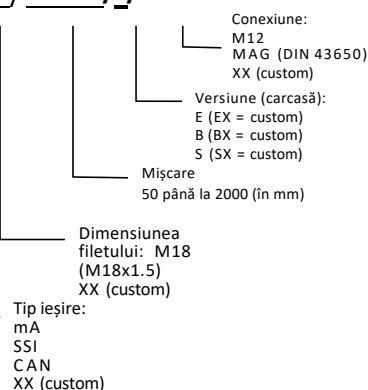 Conexiune:
M12
MAG (DIN 43650)
XX (custom)
Versiune (carcasă):
E (EX = custom)
B (BX = custom)
S (SX = custom)
Mișcare
50 până la 2000 (în mm)
Dimensiunea
filetului: M18
(M18x1.5)
XX (custom)
Tip ieșire:
mA
SSI
CAN
XX (custom)